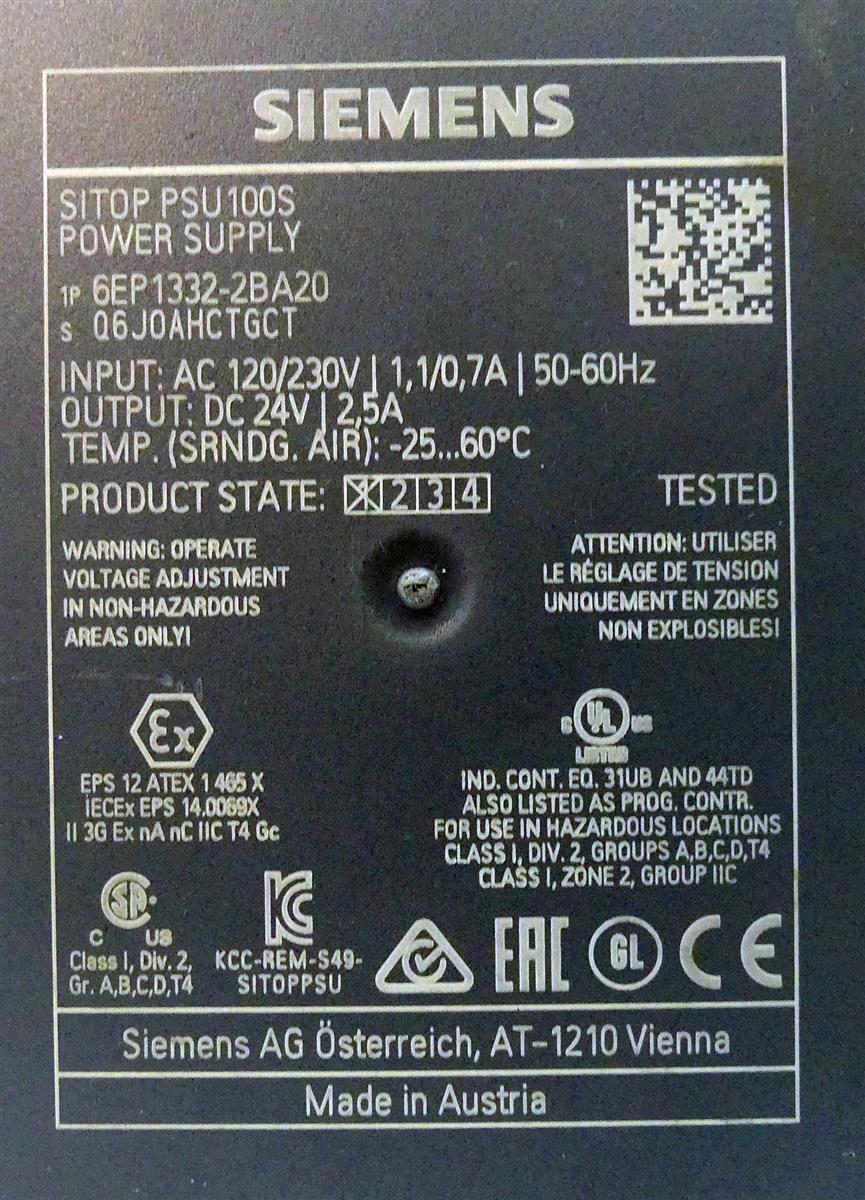 SIEMENS
SITOP PSU100S
POWER SUPPLY
1P 6EP1332-2BA20
S Q6J0AHCTGCT
INPUT: AC 120/230V | 1,1/0,7A | 50-60Hz
OUTPUT: DC 24V | 2,5A
TEMP. (SRNDG. AIR): -25...60°C
PRODUCT STATE: X 2 3 4 TESTED
WARNING: OPERATE
VOLTAGE ADJUSTMENT
IN NON-HAZARDOUS
AREAS ONLY!
ATTENTION: UTILISER
LE RÉGLAGE DE TENSION
UNIQUEMENT EN ZONES
NON EXPLOSIBLES!
Ex
EPS 12 ATEX 1 465 X
IECEx EPS 14.0069X
II 3G Ex nA nC IIC T4 Gc
C UL US
LISTED
IND. CONT. EQ. 31UB AND 44TD
ALSO LISTED AS PROG. CONTR.
FOR USE IN HAZARDOUS LOCATIONS
CLASS I, DIV. 2, GROUPS A,B,C,D,T4
CLASS I, ZONE 2, GROUP IIC
SA
C US
Class I, Div. 2,
Gr. A,B,C,D,T4
KC
KCC-REM-S49-
SITOPPSU
EAC
GL
CE
Siemens AG Österreich, AT-1210 Vienna
Made in Austria